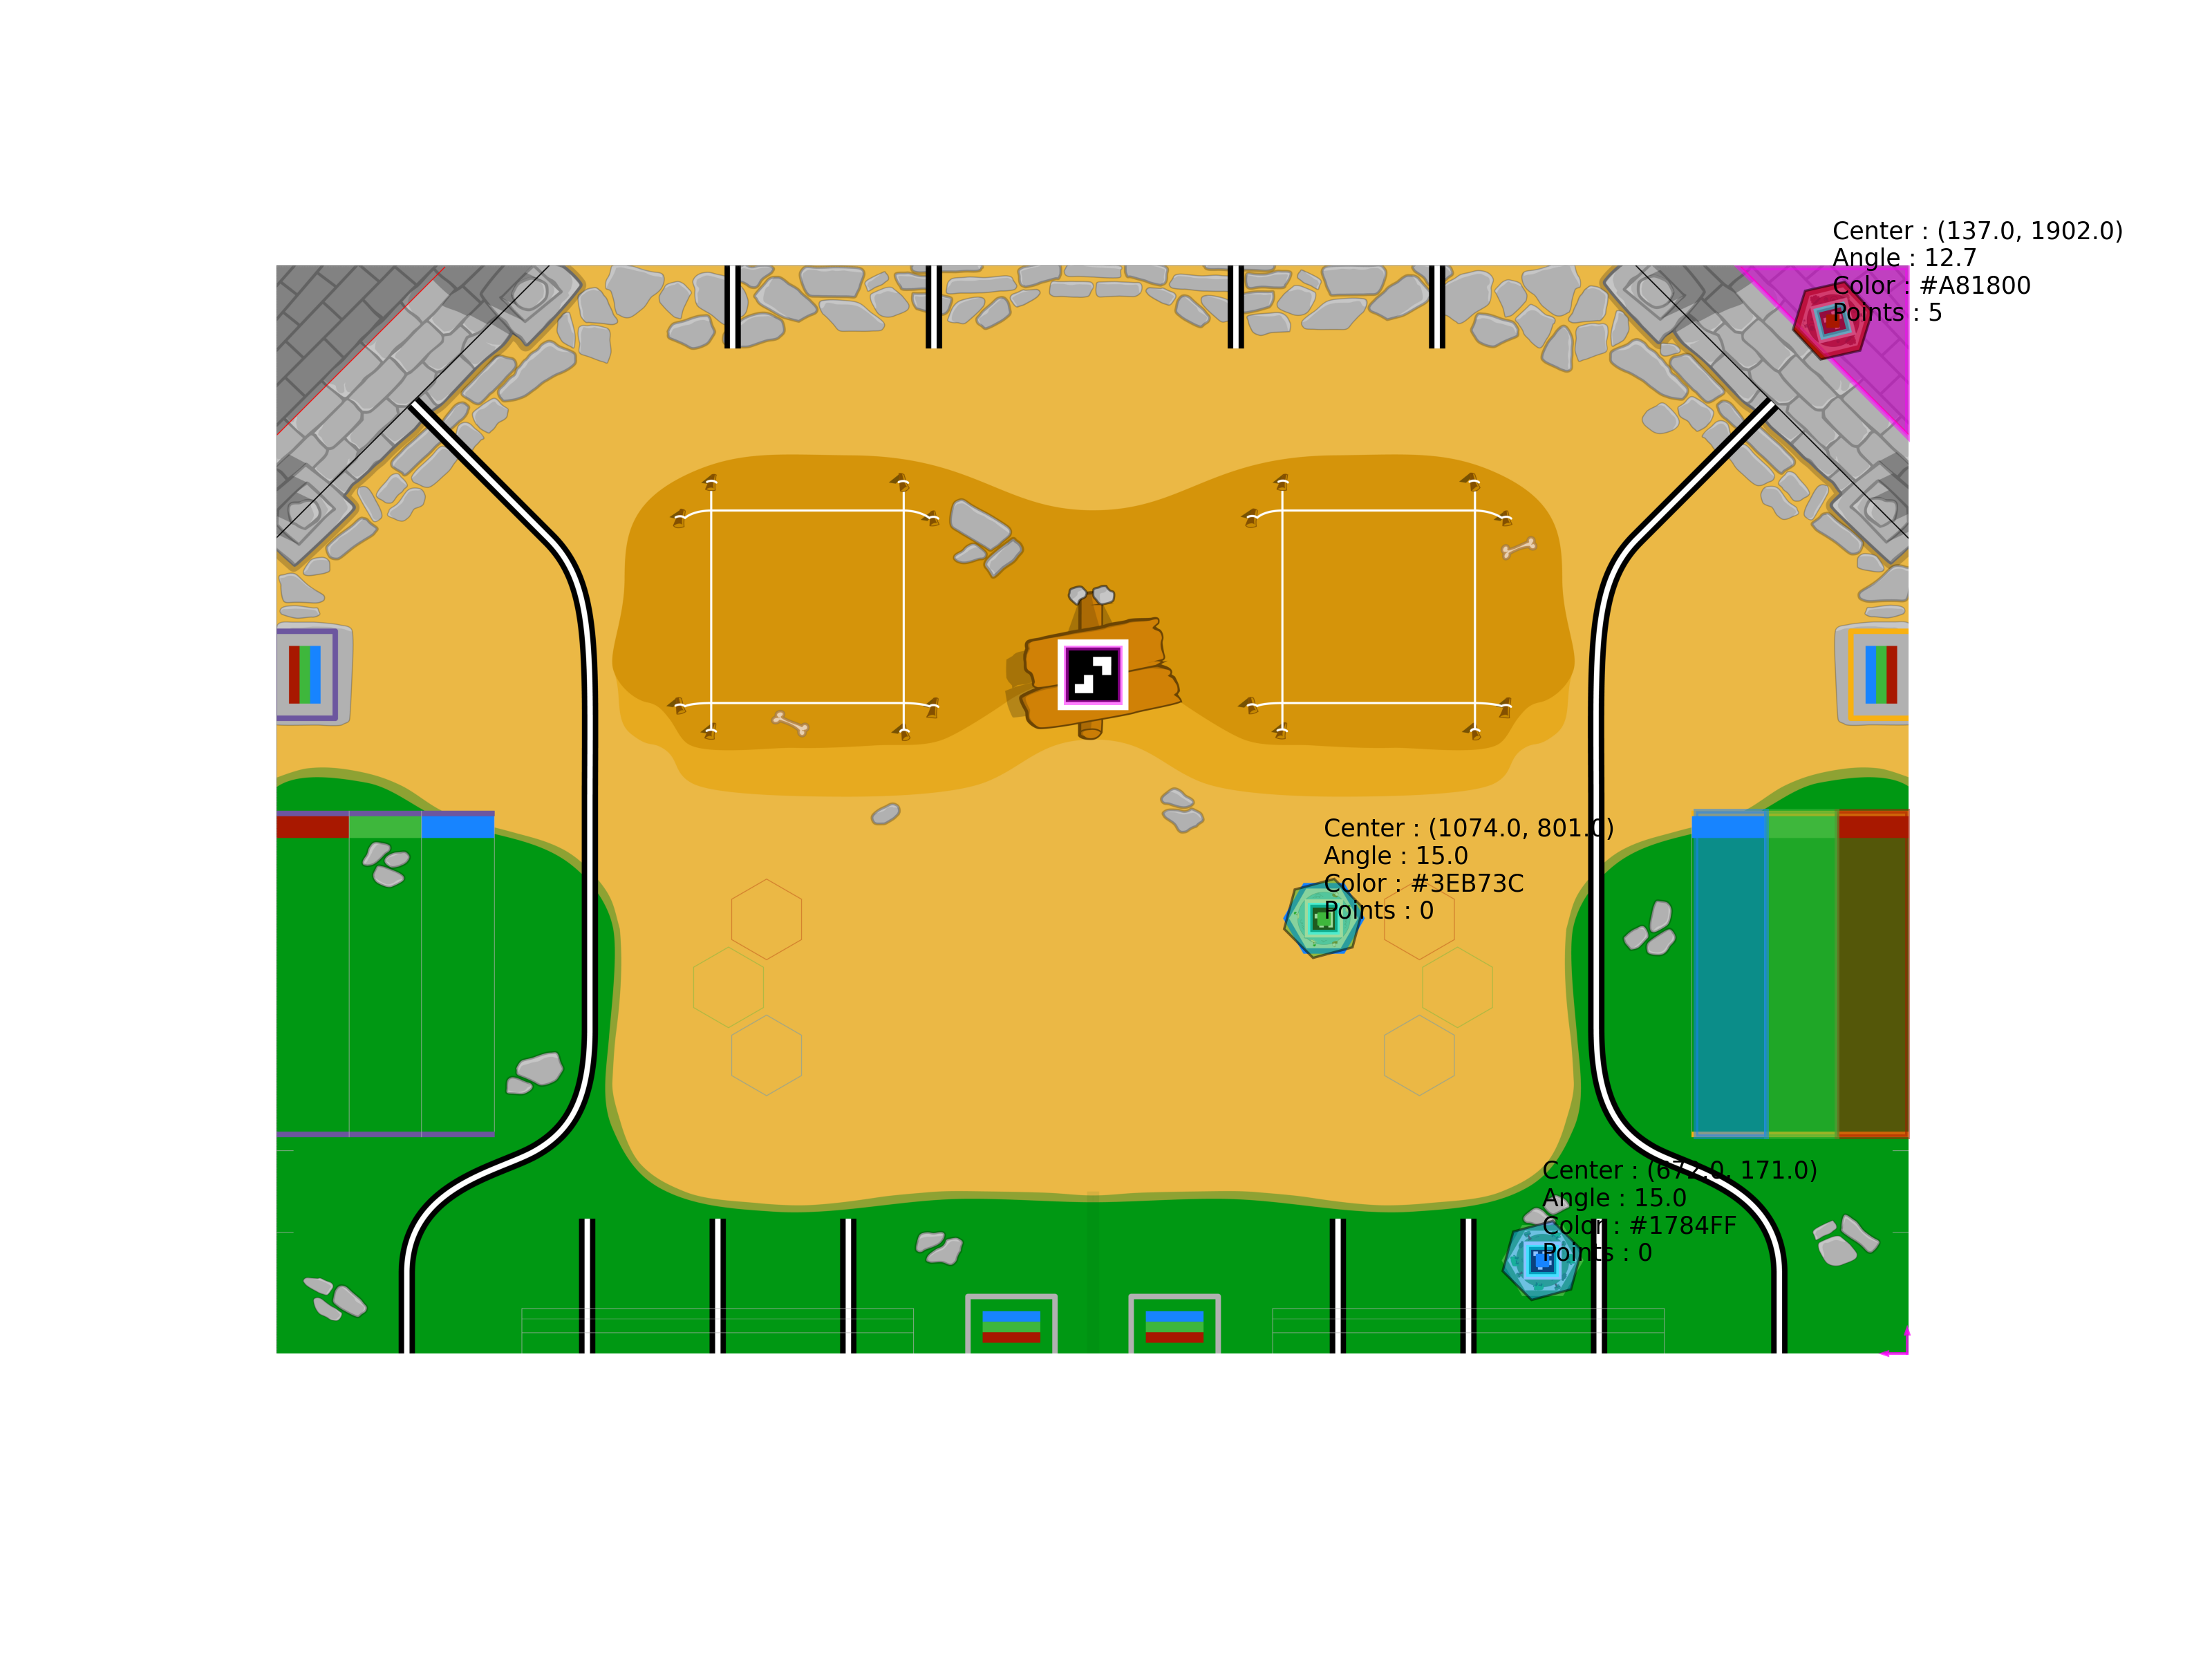 Center : (137.0, 1902.0)
Angle : 12.7
Color : #A81800
Points : 5
Center : (1074.0, 801.0)
Angle : 15.0
Color : #3EB73C
Points : 0
Center : (672.0, 171.0)
Angle : 15.0
Color : #1784FF
Points : 0